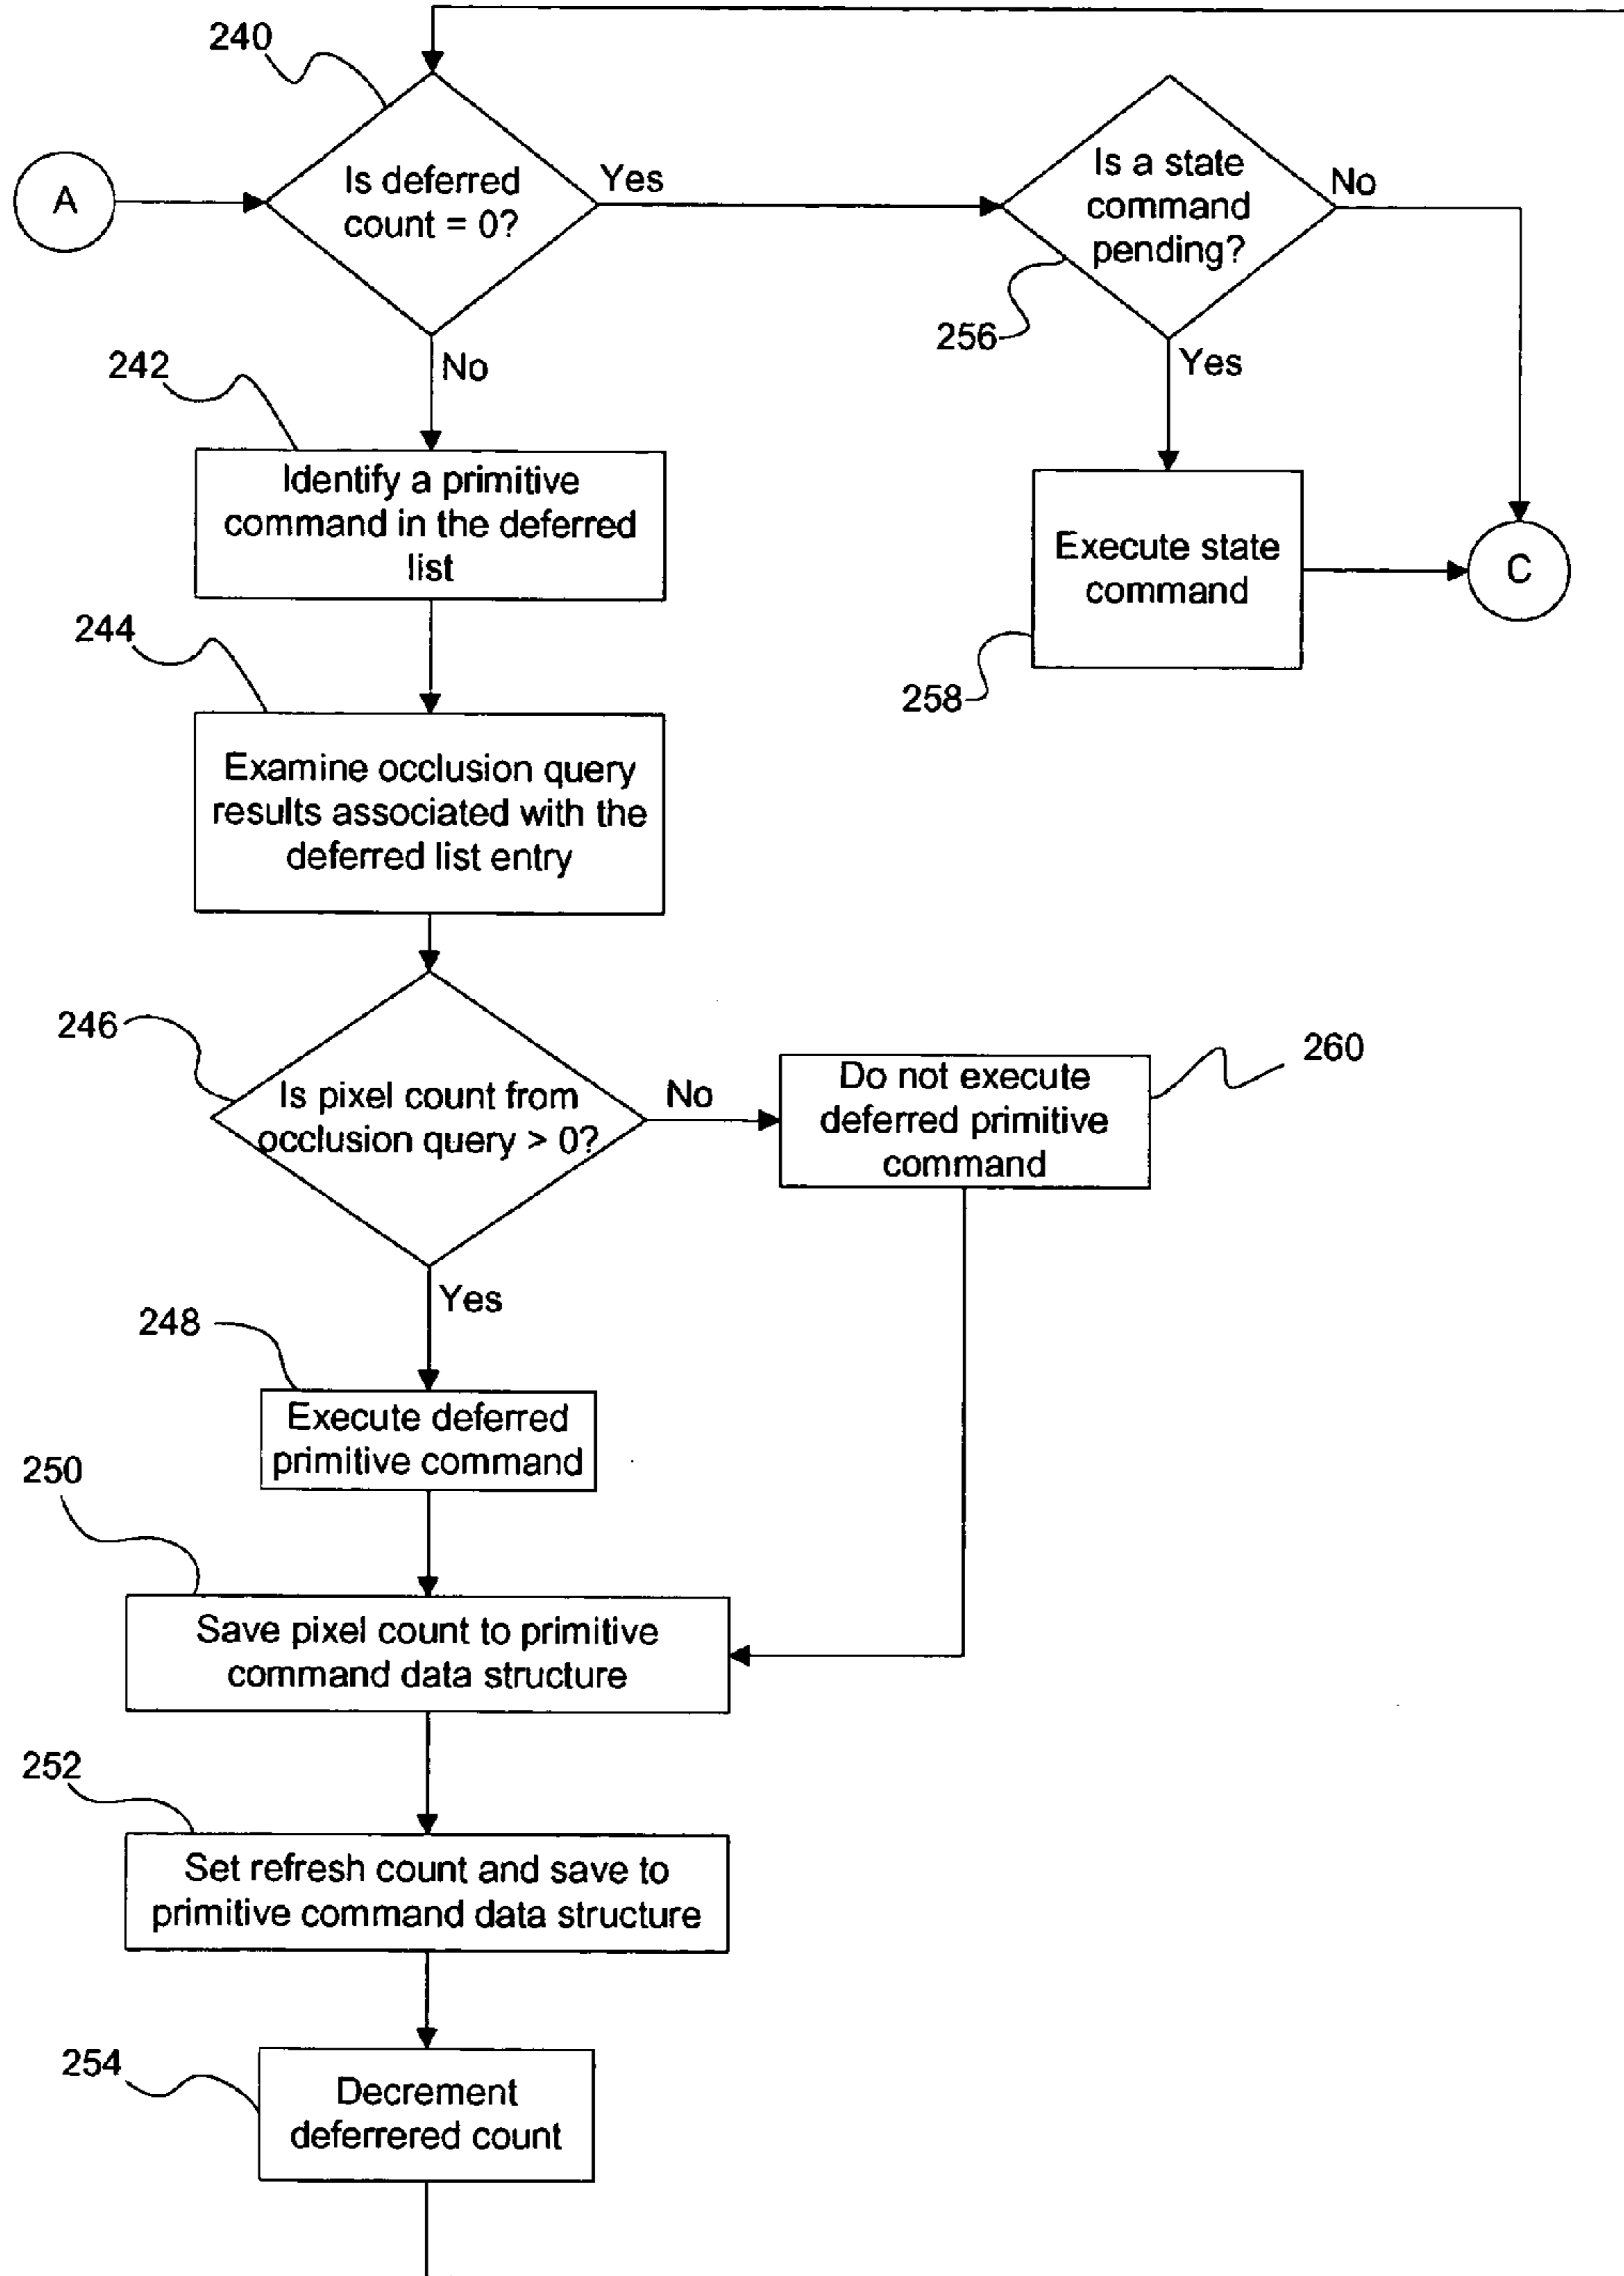 240
A
Is deferred
count = 0?
Yes
Is a state
command
pending?
No
256
No
Yes
242
Identify a primitive
command in the deferred
list
Execute state
command
C
258
244
Examine occlusion query
results associated with the
deferred list entry
246
Is pixel count from
occlusion query > 0?
No
Do not execute
deferred primitive
command
260
Yes
248
Execute deferred
primitive command
250
Save pixel count to primitive
command data structure
252
Set refresh count and save to
primitive command data structure
254
Decrement
deferrered count